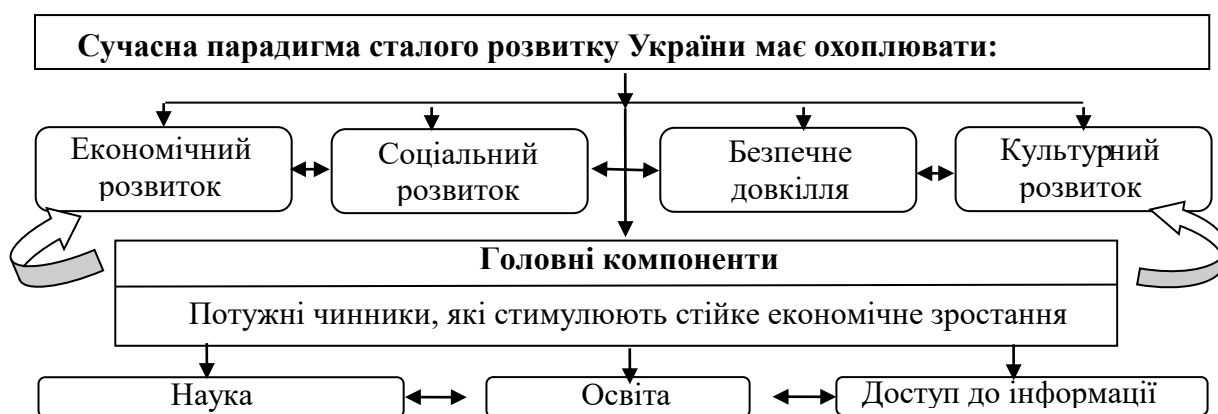 Сучасна парадигма сталого розвитку України має охоплювати:
Економічний
розвиток
Соціальний
розвиток
Безпечне
довкілля
Культурний
розвиток
Головні компоненти
Потужні чинники, які стимулюють стійке економічне зростання
Наука
Освіта
Доступ до інформації